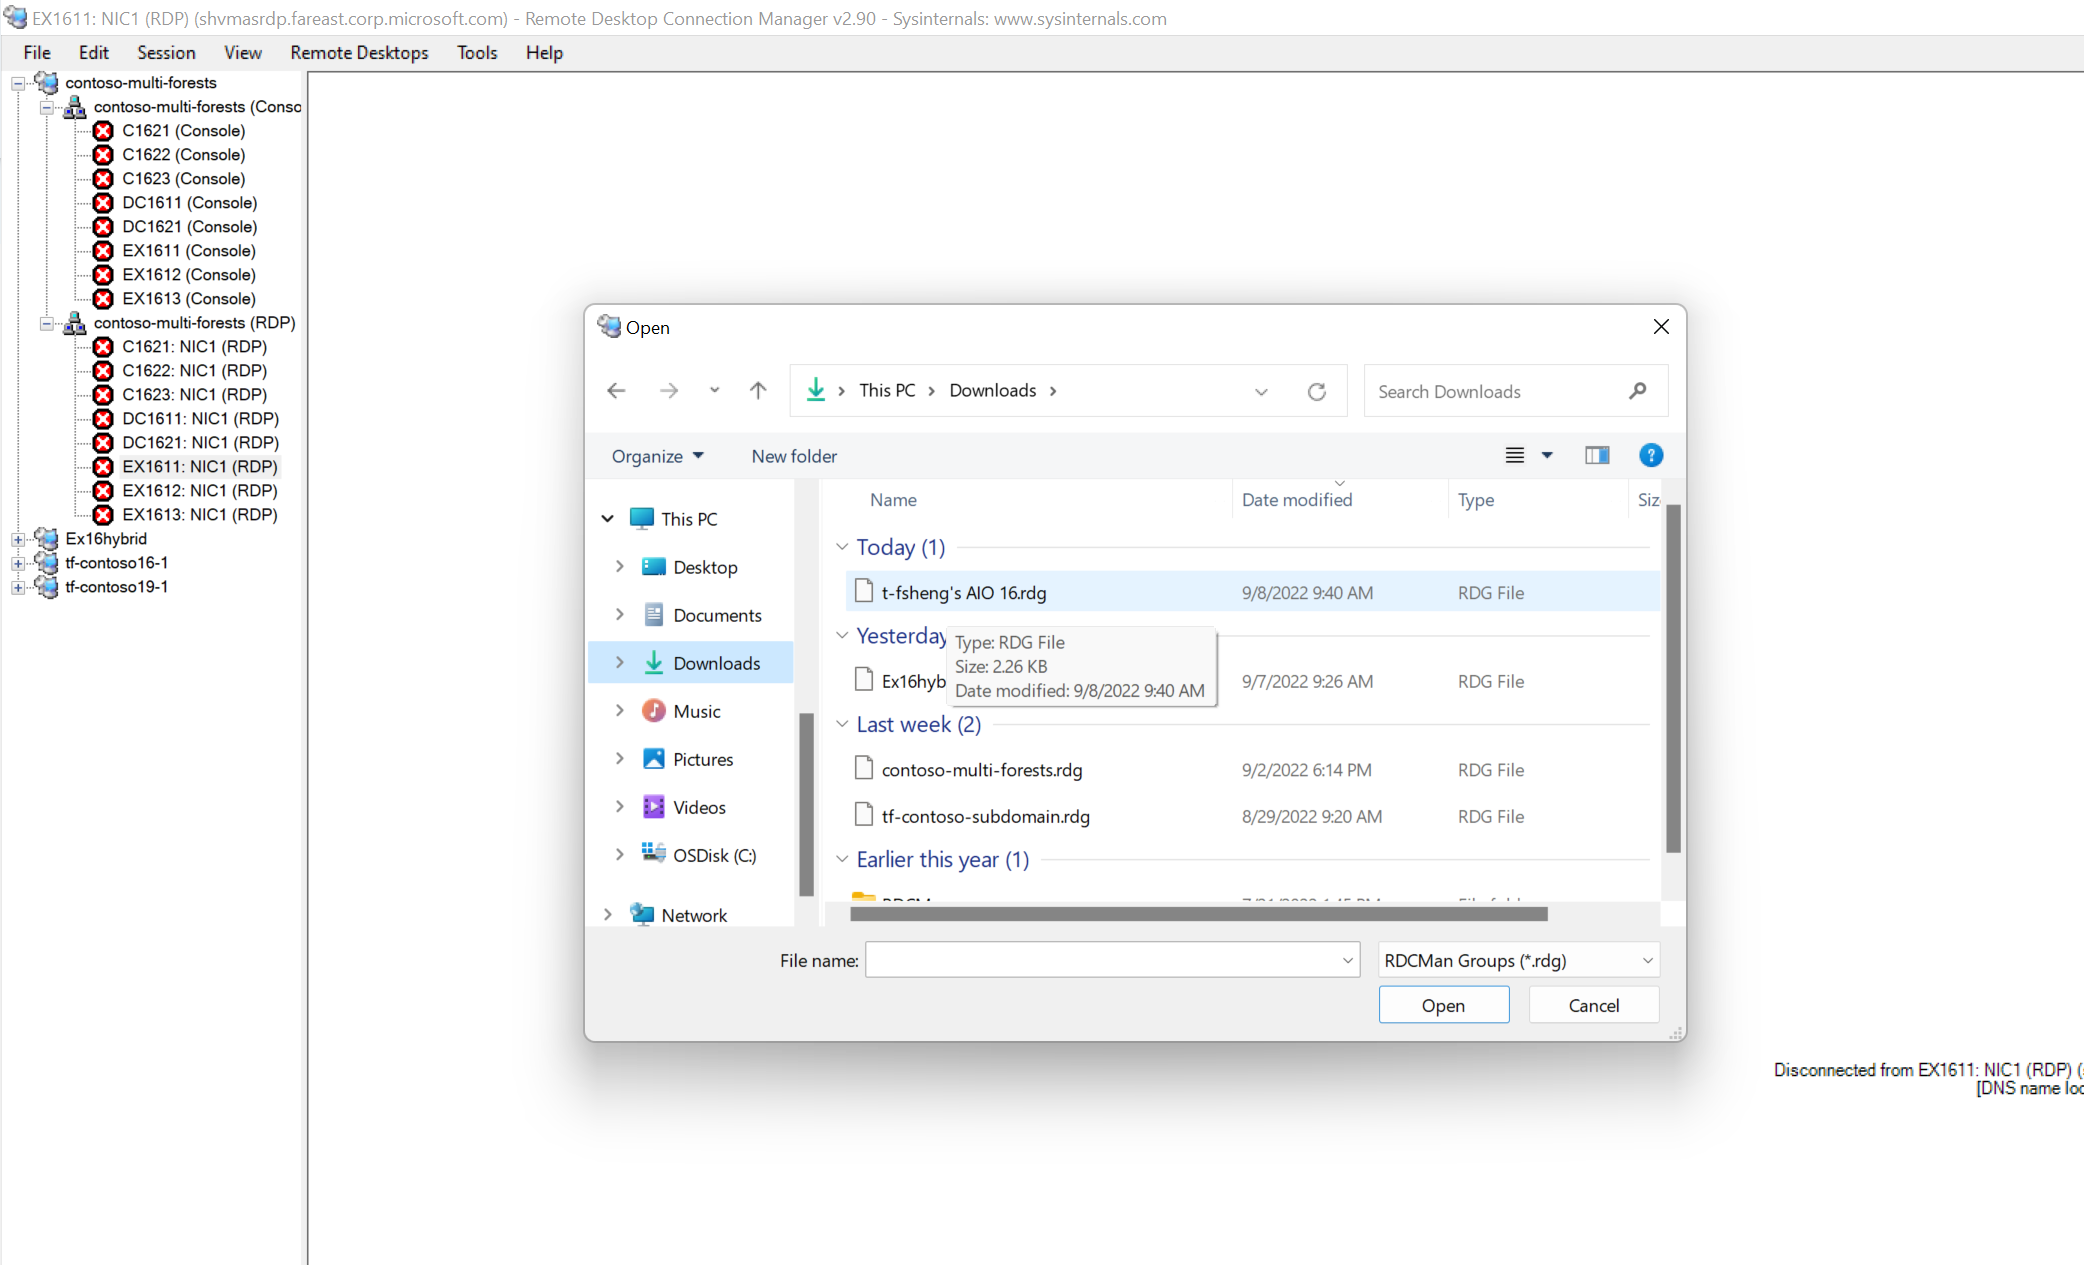 EX1611: NIC1 (RDP) (shvmasrdp.fareast.corp.microsoft.com) - Remote Desktop Connection Manager v2.90 - Sysinternals: www.sysinternals.com
File Edit Session View Remote Desktops Tools Help
contoso-multi-forests
contoso-multi-forests (Conso
C1621 (Console)
C1622 (Console)
C1623 (Console)
DC1611 (Console)
DC1621 (Console)
EX1611 (Console)
EX1612 (Console)
EX1613 (Console)
contoso-multi-forests (RDP)
C1621: NIC1 (RDP)
C1622: NIC1 (RDP)
C1623: NIC1 (RDP)
DC1611: NIC1 (RDP)
DC1621: NIC1 (RDP)
EX1611: NIC1 (RDP)
EX1612: NIC1 (RDP)
EX1613: NIC1 (RDP)
Ex16hybrid
tf-contoso16-1
tf-contoso19-1
Open
This PC > Downloads >
Search Downloads
Organize
New folder
This PC
Desktop
Documents
Downloads
Music
Pictures
Videos
OSDisk (C:)
Network
Name Date modified Type Siz
Today (1)
t-fsheng's AIO 16.rdg 9/8/2022 9:40 AM RDG File
Yesterday
Type: RDG File
Size: 2.26 KB
Date modified: 9/8/2022 9:40 AM
Ex16hyb 9/7/2022 9:26 AM RDG File
Last week (2)
contoso-multi-forests.rdg 9/2/2022 6:14 PM RDG File
tf-contoso-subdomain.rdg 8/29/2022 9:20 AM RDG File
Earlier this year (1)
File name:
RDCMan Groups (*.rdg)
Open
Cancel
Disconnected from EX1611: NIC1 (RDP) (
[DNS name loo